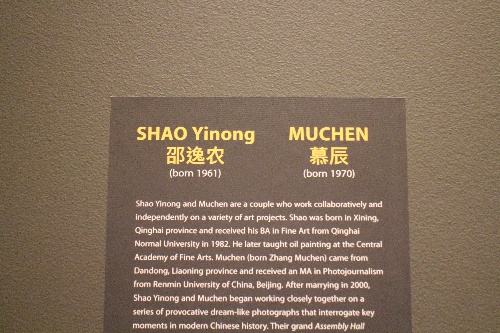 SHAO Yinong MUCHEN
邵逸农 慕辰
(born 1961) (born 1970)
Shao Yinong and Muchen are a couple who work collaboratively and
independently on a variety of art projects. Shao was born in Xining,
Qinghai province and received his BA in Fine Art from Qinghai
Normal University in 1982. He later taught oil painting at the Central
Academy of Fine Arts. Muchen (born Zhang Muchen) came from
Dandong, Liaoning province and received an MA in Photojournalism
from Renmin University of China, Beijing. After marrying in 2000,
Shao Yinong and Muchen began working closely together on a
series of provocative dream-like photographs that interrogate key
moments in modern Chinese history. Their grand Assembly Hall